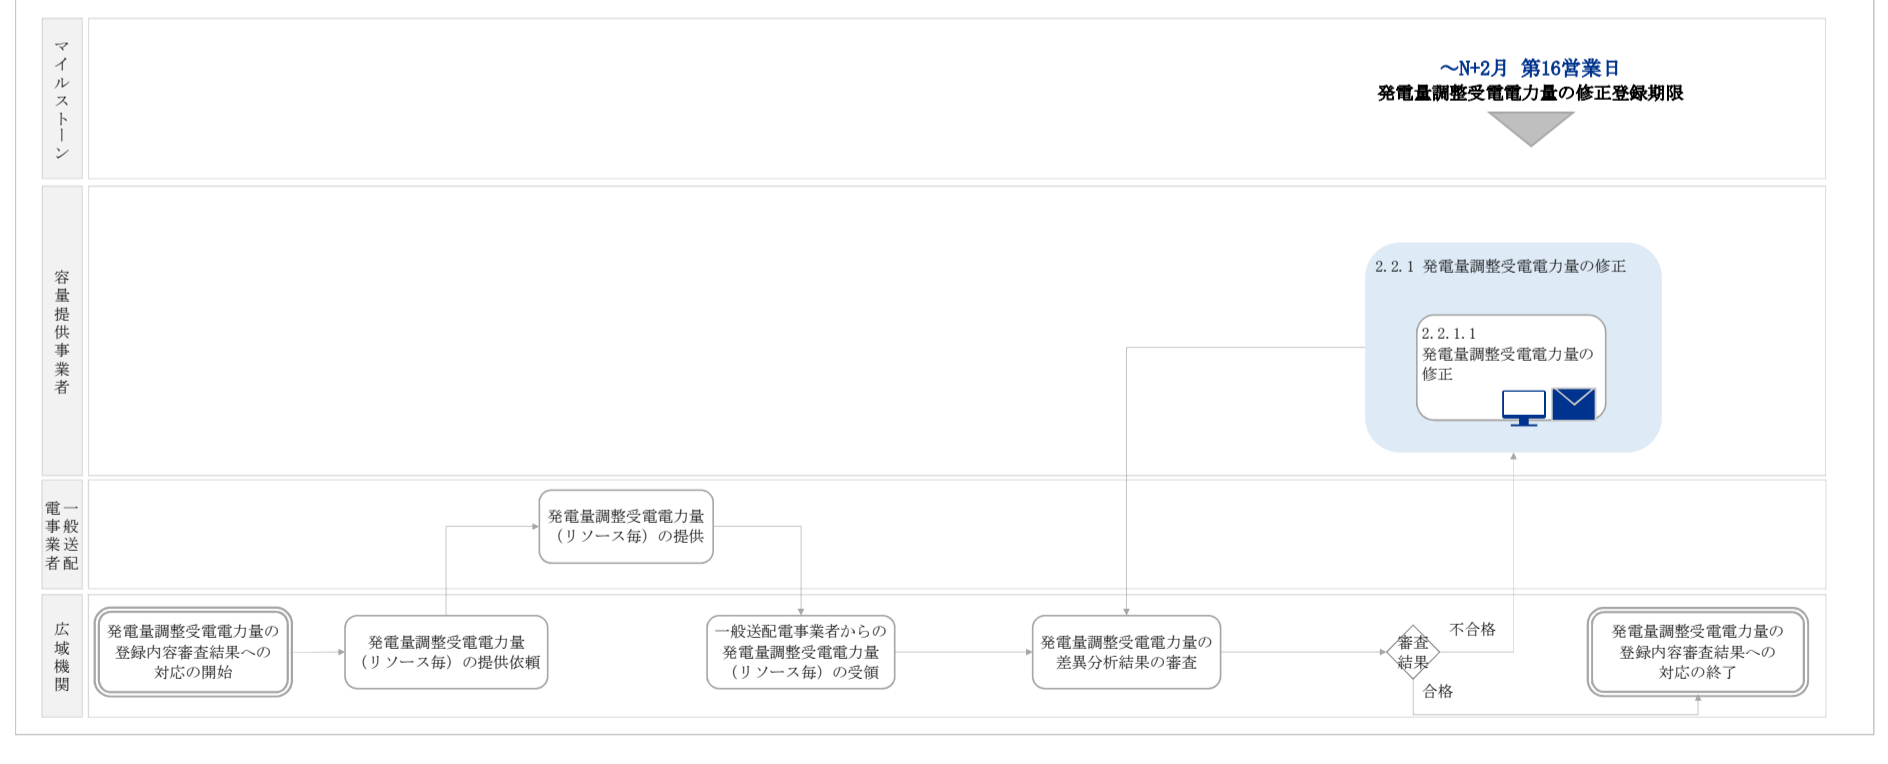 マイルストーン
～N+2月 第16営業日
発電量調整受電電力量の修正登録期限
容量提供事業者
2.2.1 発電量調整受電電力量の修正
2.2.1.1
発電量調整受電電力量の
修正
一般送配
電事業者
発電量調整受電電力量
（リソース毎）の提供
広域機関
発電量調整受電電力量の
登録内容審査結果への
対応の開始
発電量調整受電電力量
（リソース毎）の提供依頼
一般送配電事業者からの
発電量調整受電電力量
（リソース毎）の受領
発電量調整受電電力量の
差異分析結果の審査
審査
結果
不合格
合格
発電量調整受電電力量の
登録内容審査結果への
対応の終了